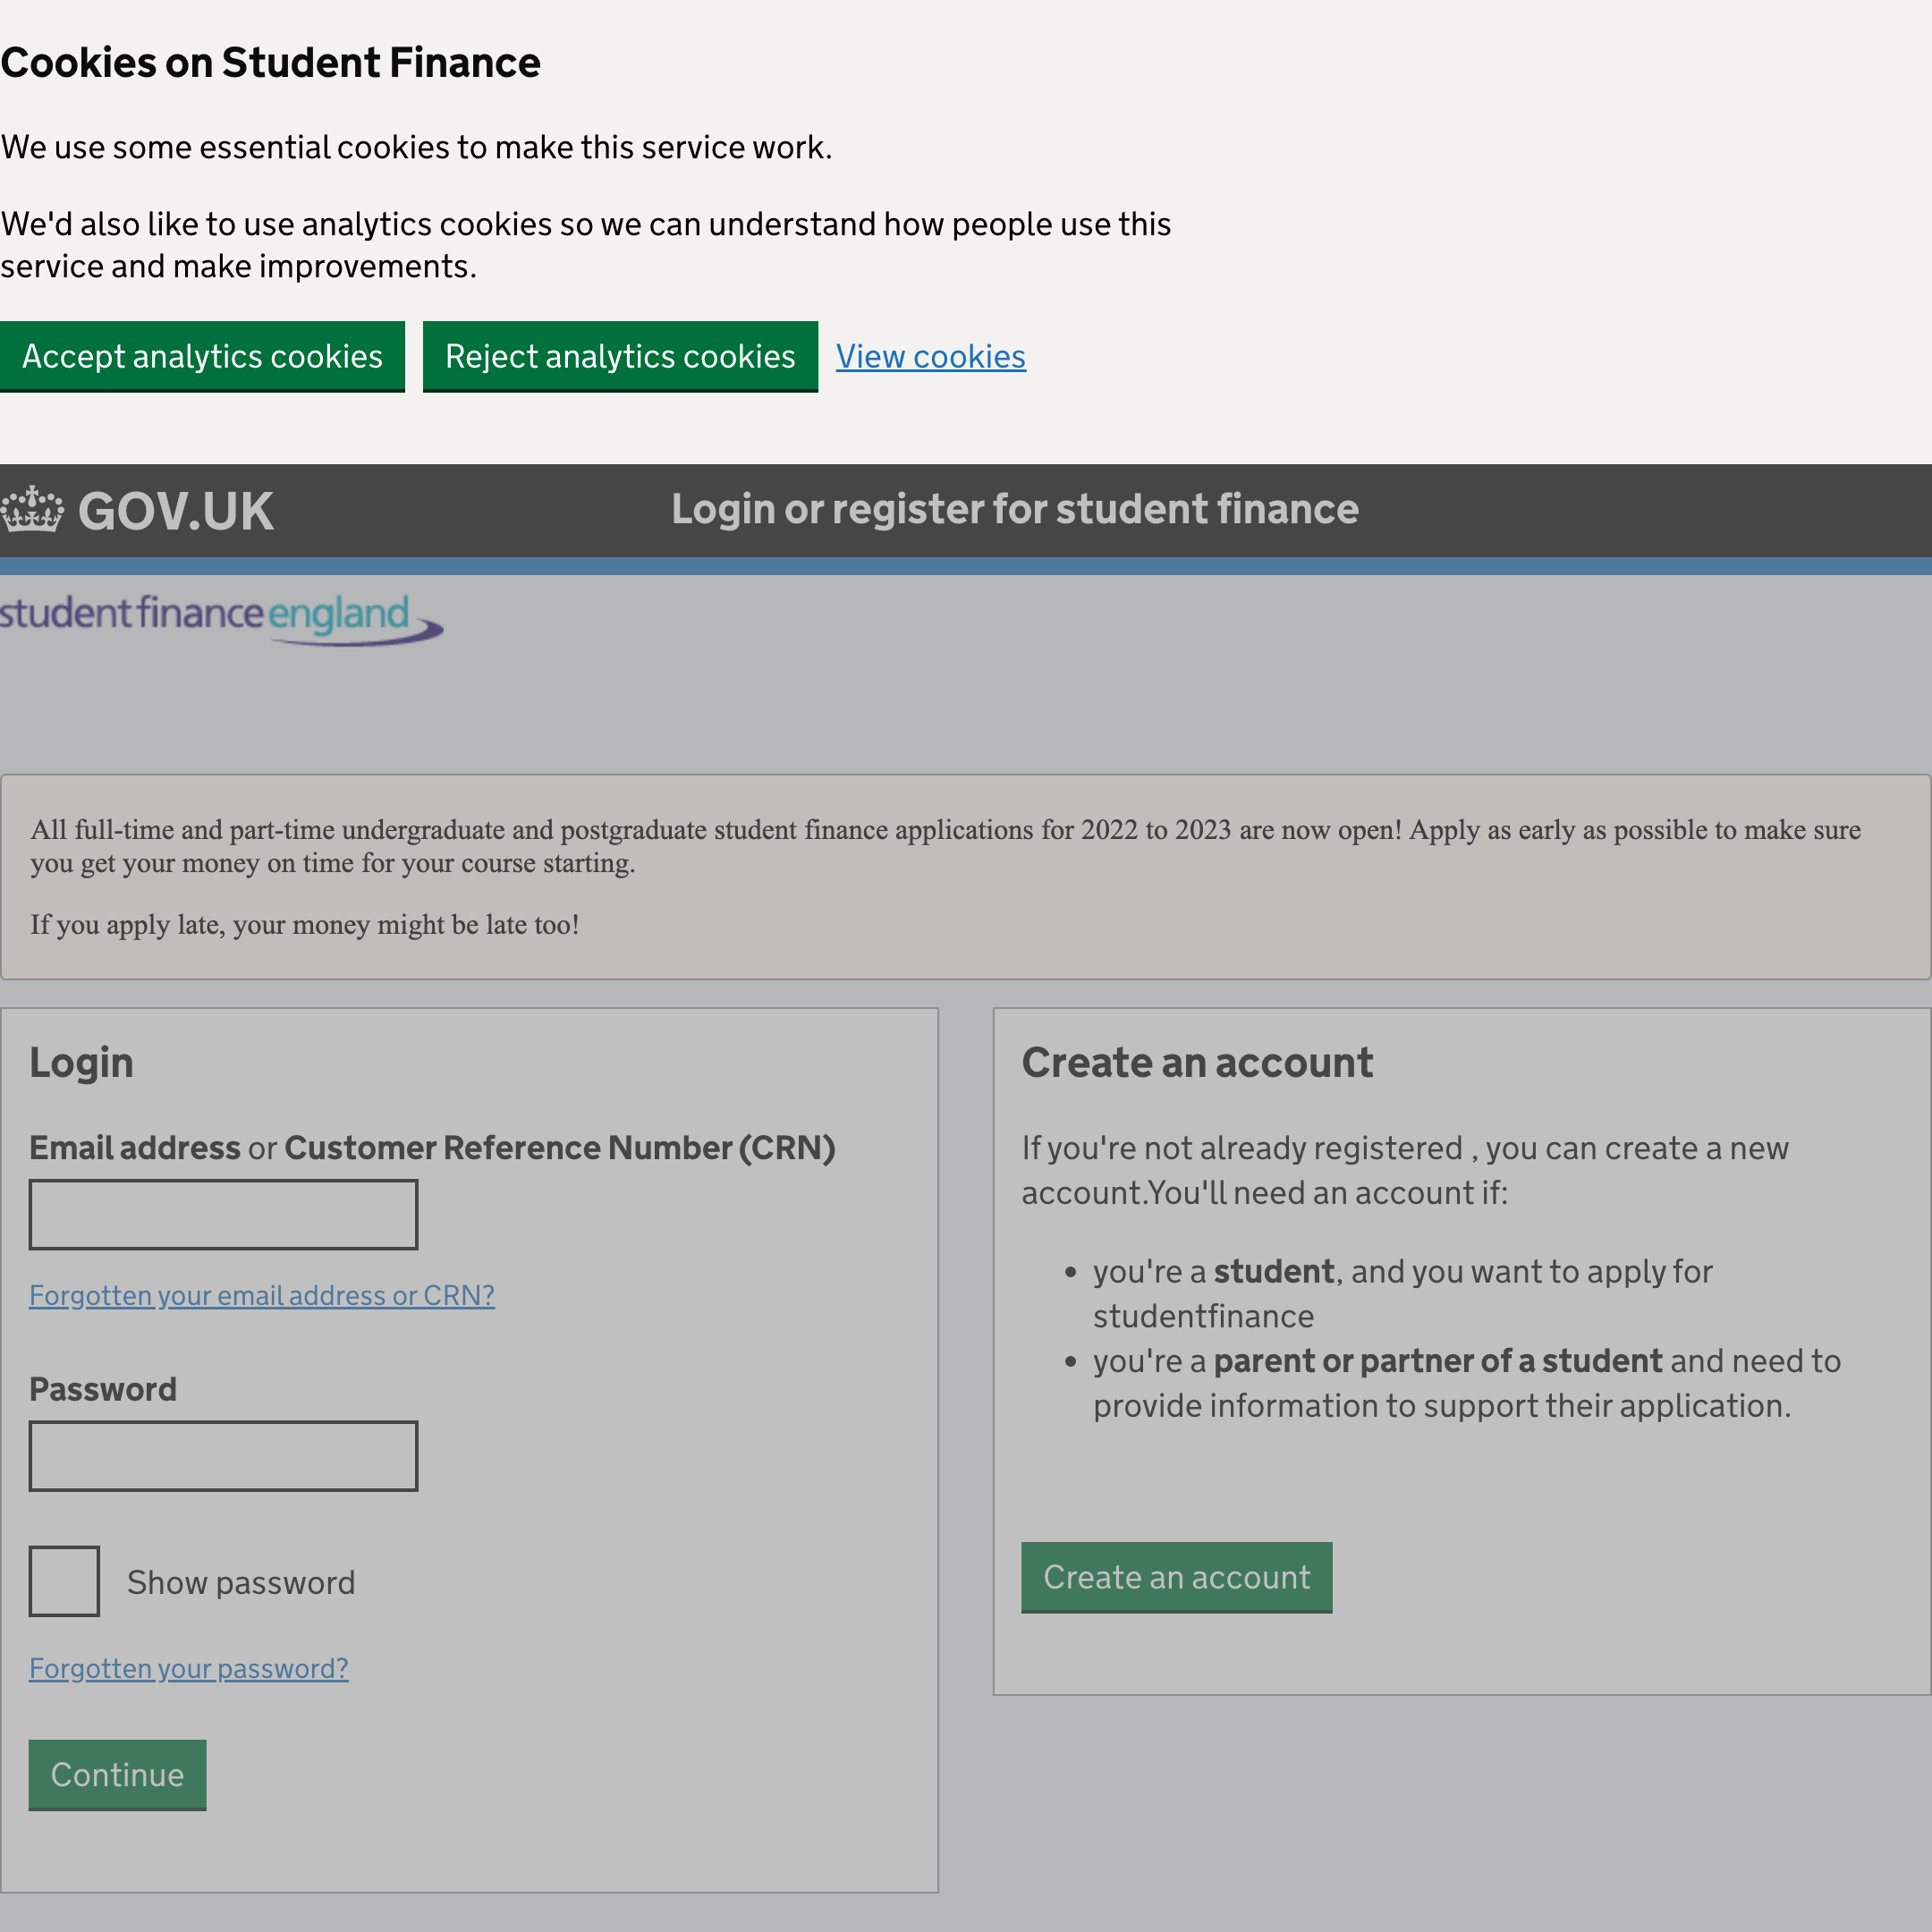 Cookies on Student Finance
We use some essential cookies to make this service work.
We'd also like to use analytics cookies so we can understand how people use this
service and make improvements.
Accept analytics cookies
Reject analytics cookies
View cookies
GOV.UK
Login or register for student finance
studentfinanceengland
All full-time and part-time undergraduate and postgraduate student finance applications for 2022 to 2023 are now open! Apply as early as possible to make sure
you get your money on time for your course starting.
If you apply late, your money might be late too!
Login
Email address or Customer Reference Number (CRN)
Forgotten your email address or CRN?
Password
Show password
Forgotten your password?
Continue
Create an account
If you're not already registered , you can create a new
account.You'll need an account if:
• you're a student, and you want to apply for
studentfinance
• you're a parent or partner of a student and need to
provide information to support their application.
Create an account